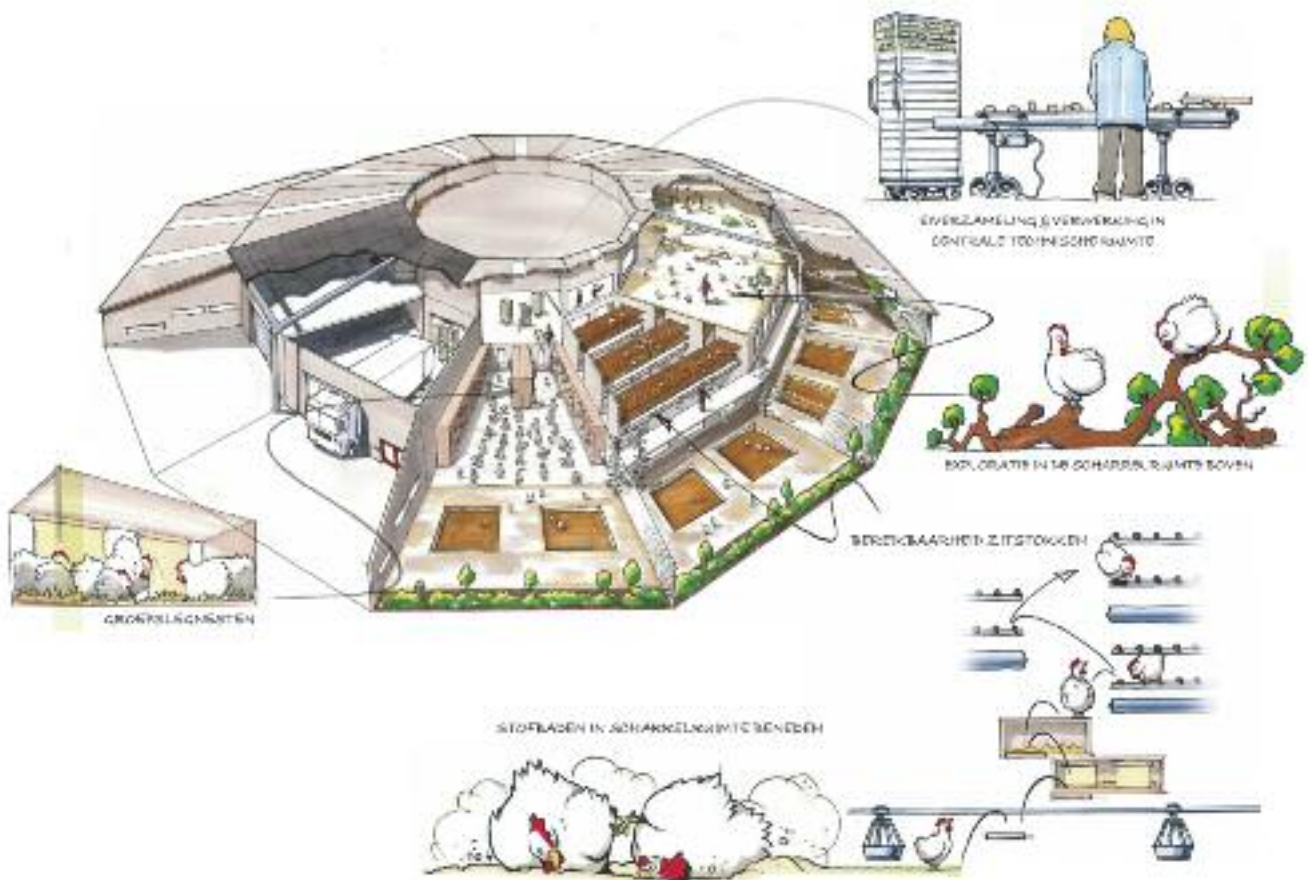 EIVERZAMELING & VERWERKING IN
CENTRALE TECHNISCHE RUIMTE
EXPLORATIE IN DE SCHARRELRUIMTE BOVEN
BEREIKBAARHEID ZITSTOKKEN
GROEPSLEGNESTEN
STOFBADEN IN SCHARRELRUIMTE BENEDEN